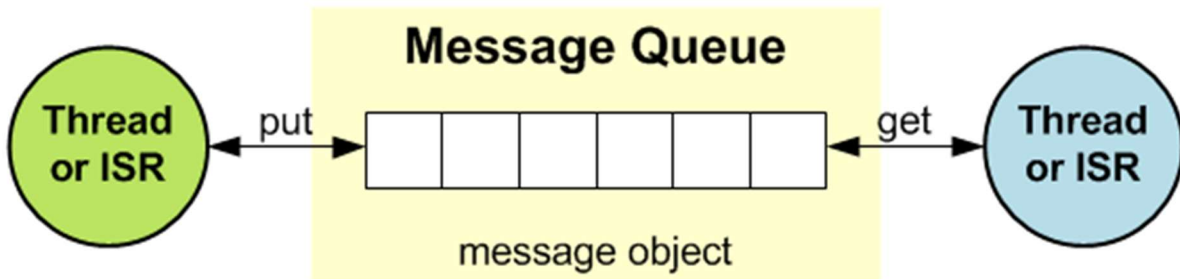 Message Queue
Thread
or ISR
put
get
Thread
or ISR
message object